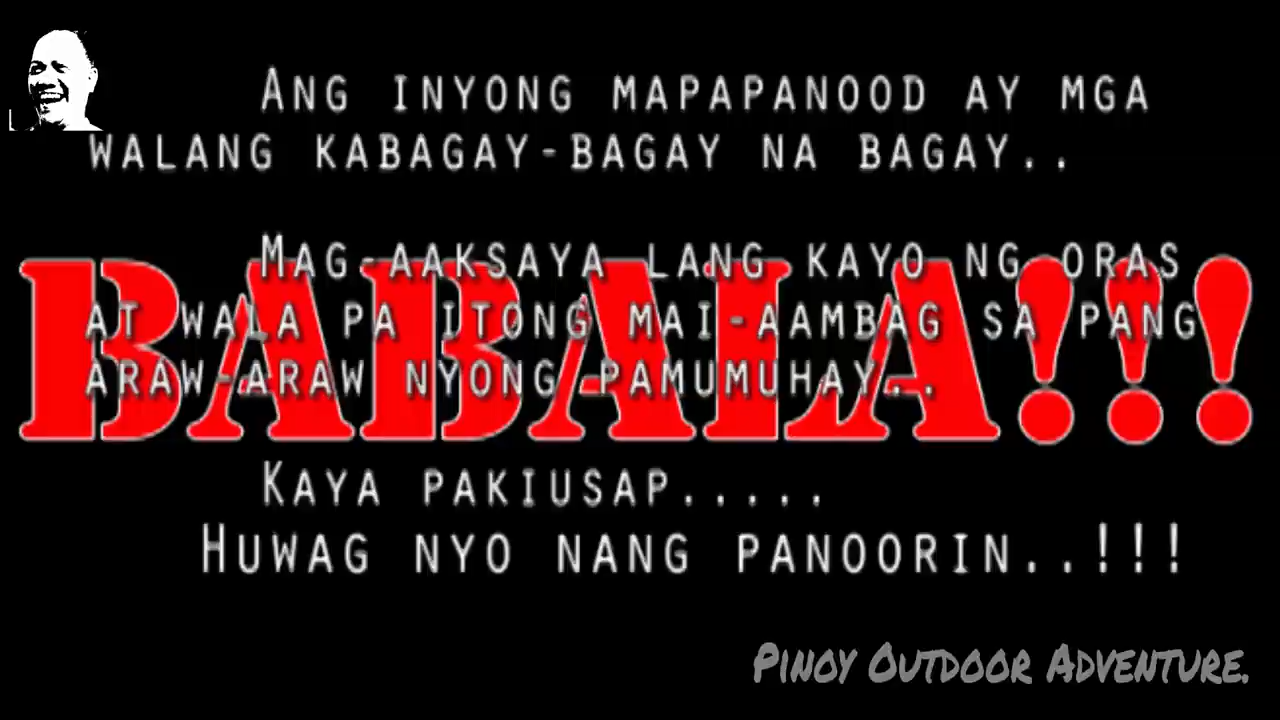 Ang inyong mapapanood ay mga
walang kabagay-bagay na bagay..
Mag-aaksaya lang kayo ng oras
at wala pa itong mai-aambag sa pang
araw-araw nyong pamumuhay..
BABALA!!!
Kaya pakiusap.....
Huwag nyo nang panoorin..!!!
Pinoy Outdoor Adventure.